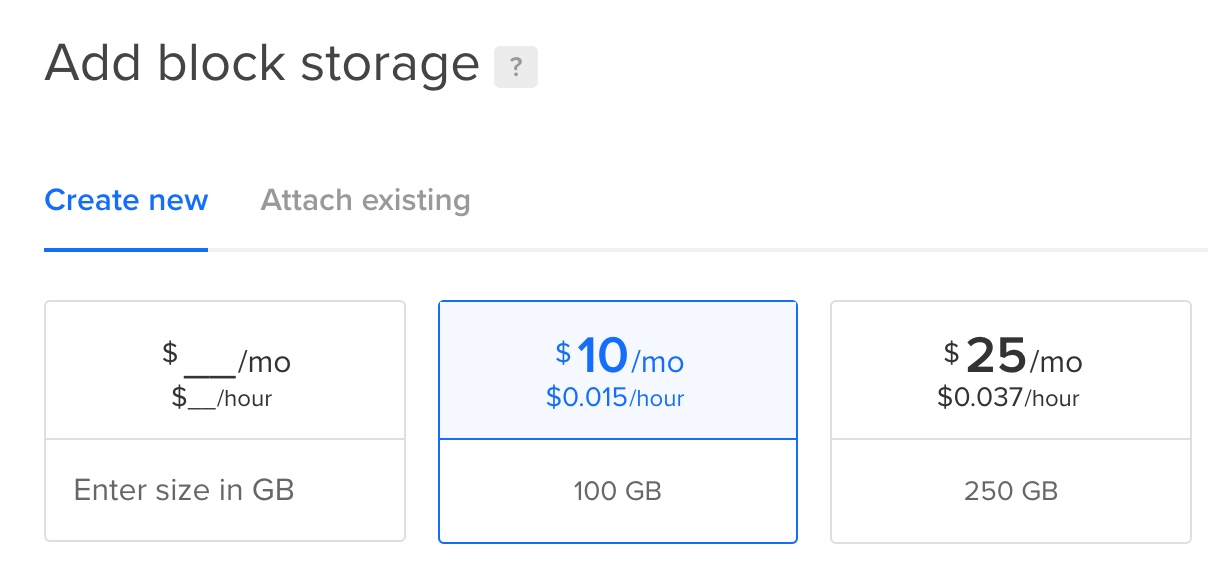 Add block storage ?
Create new Attach existing
$ __/mo
$__/hour
Enter size in GB
$ 10/mo
$0.015/hour
100 GB
$ 25/mo
$0.037/hour
250 GB